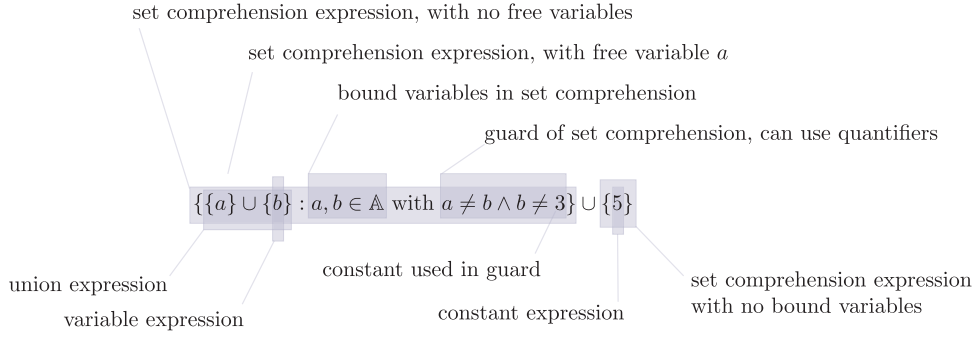 set comprehension expression, with no free variables
set comprehension expression, with free variable a
bound variables in set comprehension
guard of set comprehension, can use quantifiers
{{a} ∪ {b} : a, b ∈ 𝔸 with a ≠ b ∧ b ≠ 3} ∪ {5}
union expression
variable expression
constant used in guard
constant expression
set comprehension expression
with no bound variables